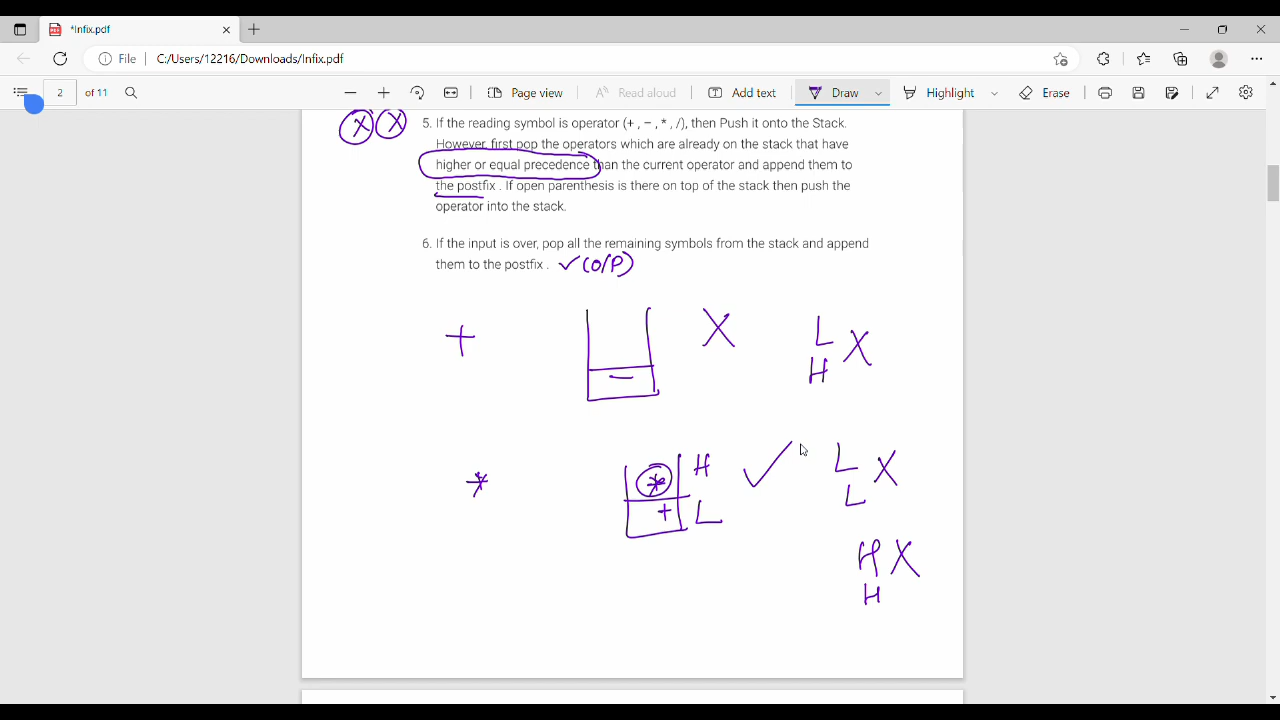 *Infix.pdf
File C:/Users/12216/Downloads/Infix.pdf
2 of 11 Page view Read aloud Add text Draw Highlight Erase
X X
5. If the reading symbol is operator (+ , − , * , /), then Push it onto the Stack.
However, first pop the operators which are already on the stack that have
higher or equal precedence than the current operator and append them to
the postfix . If open parenthesis is there on top of the stack then push the
operator into the stack.
6. If the input is over, pop all the remaining symbols from the stack and append
them to the postfix . ✓(O/P)
+ − X L X
H
* * H ✓ L X
+ L L
H X
H